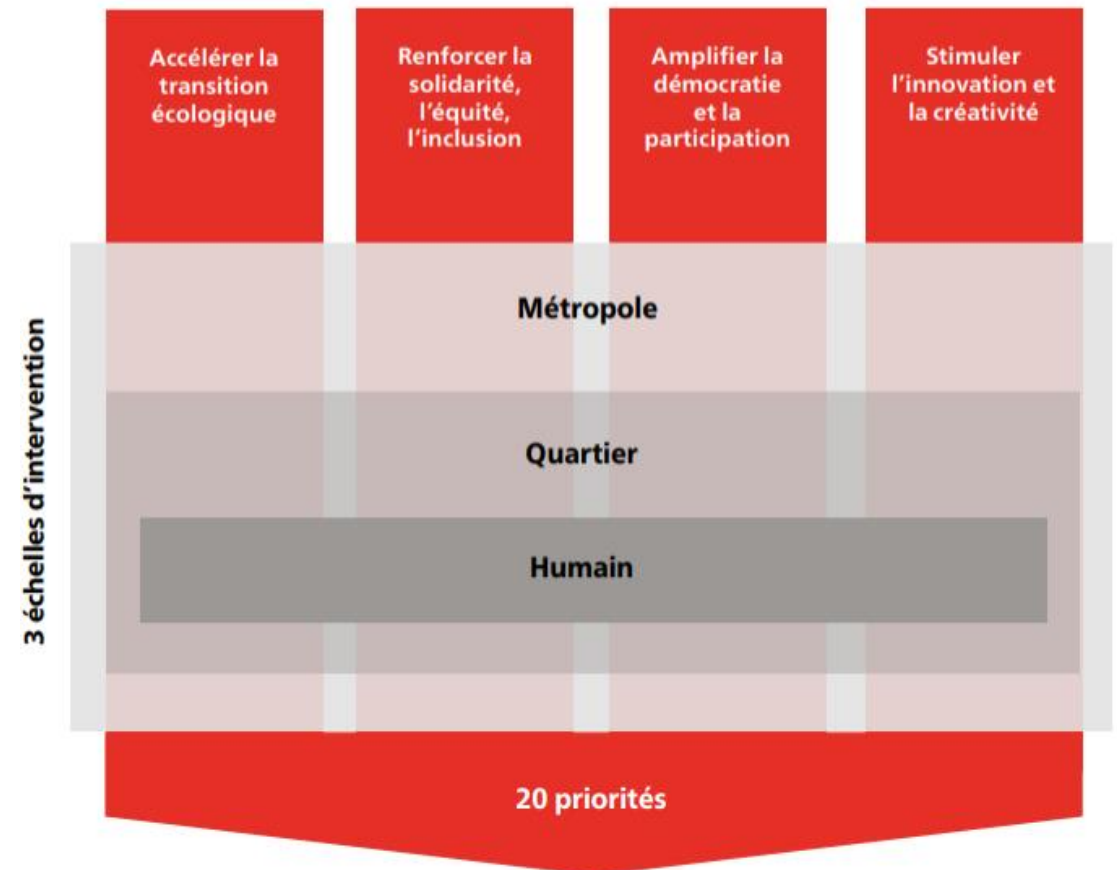 Accélérer la
transition
écologique
Renforcer la
solidarité,
l'équité,
l'inclusion
Amplifier la
démocratie
et la
participation
Stimuler
l'innovation et
la créativité
3 échelles d'intervention
Métropole
Quartier
Humain
20 priorités